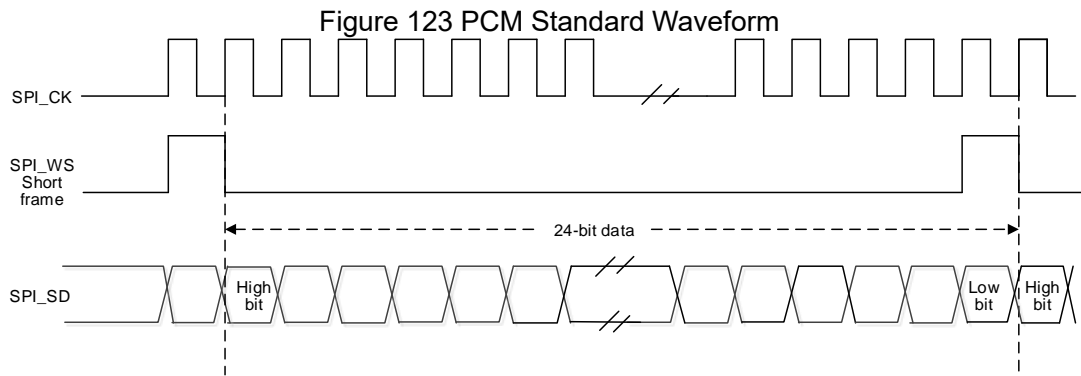 Figure 123 PCM Standard Waveform
SPI_CK
SPI_WS
Short
frame
24-bit data
SPI_SD
High
bit
Low
bit
High
bit